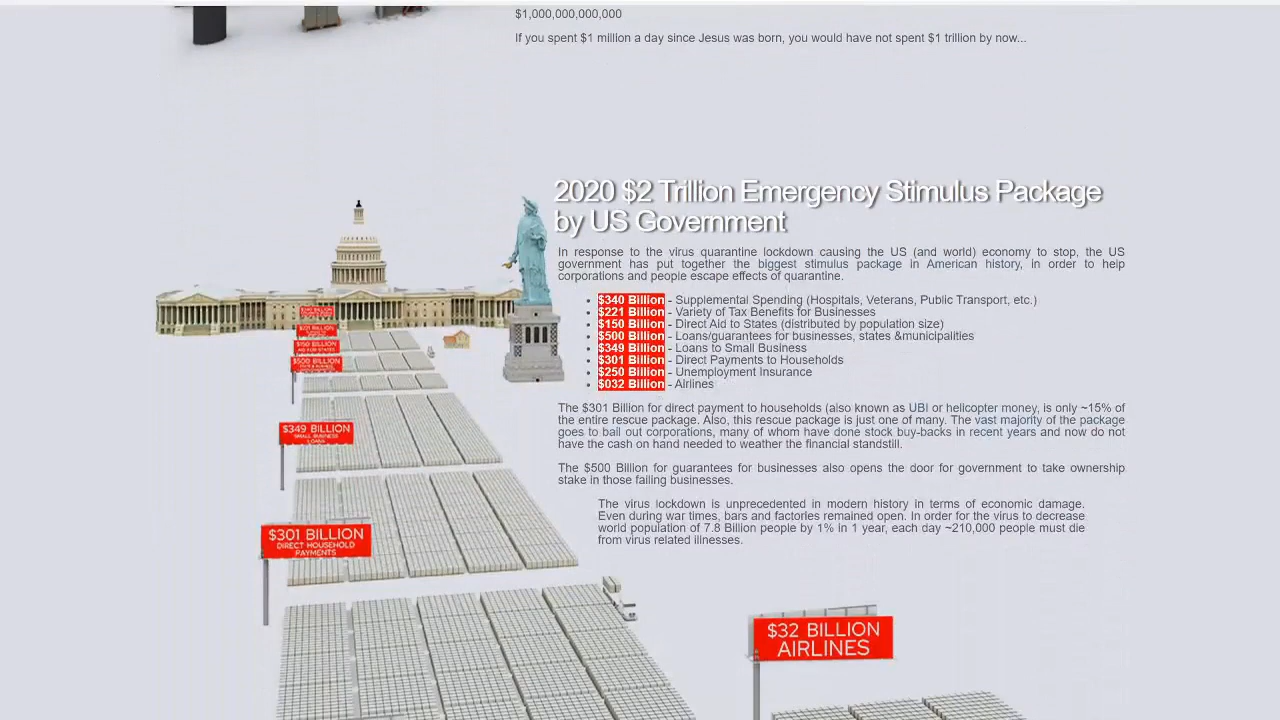 $1,000,000,000,000
If you spent $1 million a day since Jesus was born, you would have not spent $1 trillion by now...
2020 $2 Trillion Emergency Stimulus Package
by US Government
In response to the virus quarantine lockdown causing the US (and world) economy to stop, the US
government has put together the biggest stimulus package in American history, in order to help
corporations and people escape effects of quarantine.
$340 Billion - Supplemental Spending (Hospitals, Veterans, Public Transport, etc.)
$221 Billion - Variety of Tax Benefits for Businesses
$150 Billion - Direct Aid to States (distributed by population size)
$500 Billion - Loans/guarantees for businesses, states &municipalities
$349 Billion - Loans to Small Business
$301 Billion - Direct Payments to Households
$250 Billion - Unemployment Insurance
$032 Billion - Airlines
The $301 Billion for direct payment to households (also known as UBI or helicopter money, is only ~15% of
the entire rescue package. Also, this rescue package is just one of many. The vast majority of the package
goes to bail out corporations, many of whom have done stock buy-backs in recent years and now do not
have the cash on hand needed to weather the financial standstill.
The $500 Billion for guarantees for businesses also opens the door for government to take ownership
stake in those failing businesses.
The virus lockdown is unprecedented in modern history in terms of economic damage.
Even during war times, bars and factories remained open. In order for the virus to decrease
world population of 7.8 Billion people by 1% in 1 year, each day ~210,000 people must die
from virus related illnesses.
$221 BILLION
$150 BILLION
AID FOR STATES
$500 BILLION
$349 BILLION
SMALL BUSINESS
LOANS
$301 BILLION
DIRECT HOUSEHOLD
PAYMENTS
$32 BILLION
AIRLINES